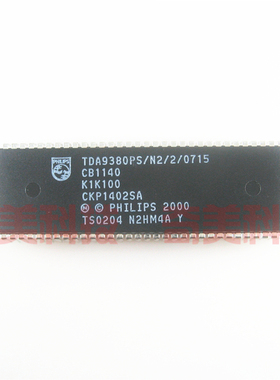 PHILIPS
TDA9380PS/N2/2/0715
CB1140
K1K100
CKP1402SA
Ⓜ © PHILIPS 2000
TS0204 N2HM4A Y